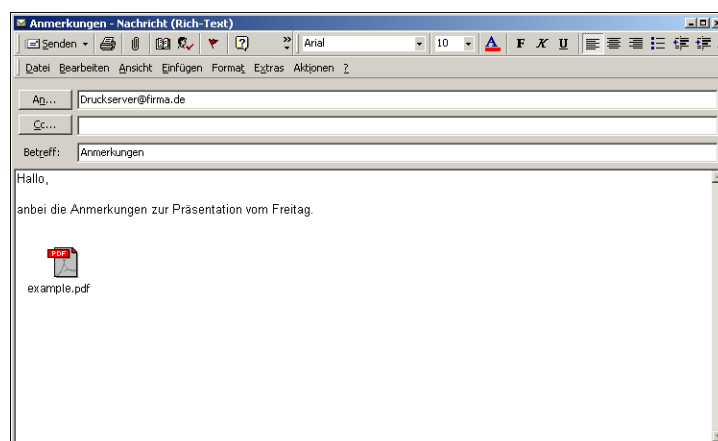 Anmerkungen - Nachricht (Rich-Text)
Senden
Arial
10
A
F K U
Datei Bearbeiten Ansicht Einfügen Format Extras Aktionen ?
An...
Druckserver@firma.de
Cc...
Betreff:
Anmerkungen
Hallo,
anbei die Anmerkungen zur Präsentation vom Freitag.
PDF
example.pdf